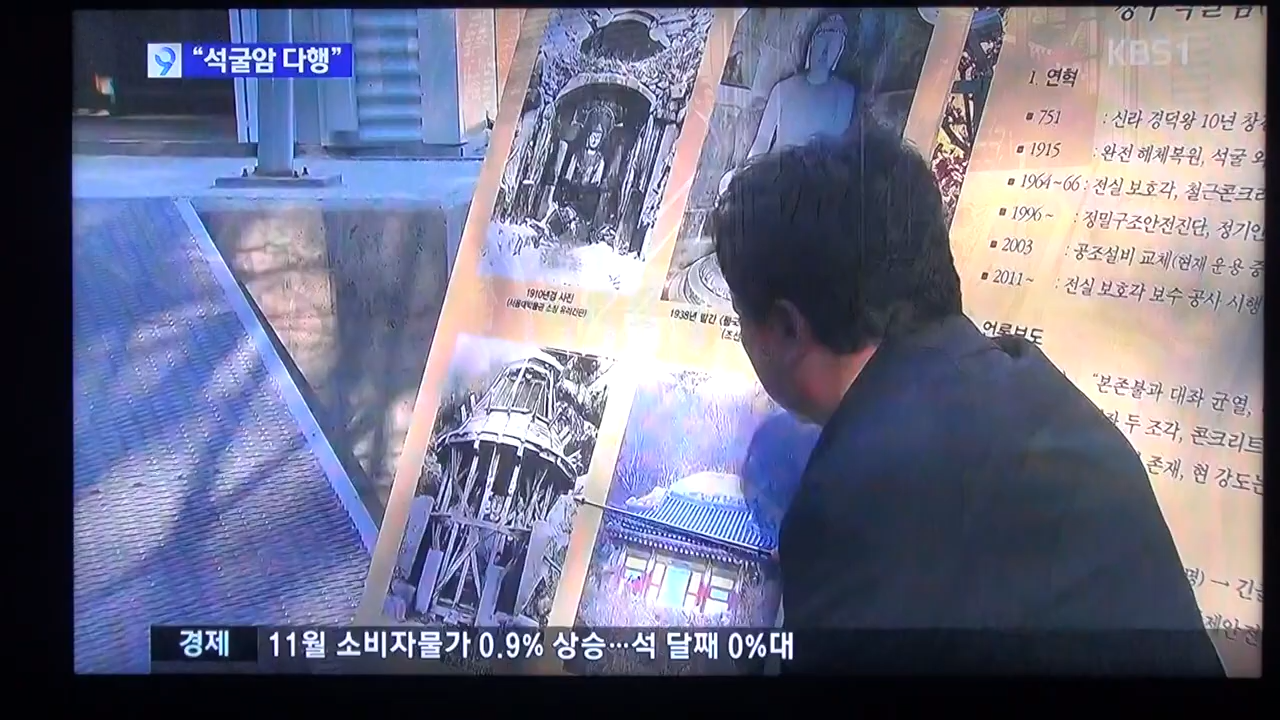 9 "석굴암 다행"
KBS1
1. 연혁
751 : 신라 경덕왕 10년 창
1915 : 완전 해체복원, 석굴 외
1964~66 : 전실 보호각, 철근콘크리
1996~ : 정밀구조안전진단, 정기안
2003 : 공조설비 교체(현재 운용 중
2011~ : 전실 보호각 보수 공사 시행
언론보도
"본존불과 대좌 균열,
두 조각, 콘크리트
존재, 현 강도는
1910년경 사진
1938년 발간
경제 11월 소비자물가 0.9% 상승…석 달째 0%대